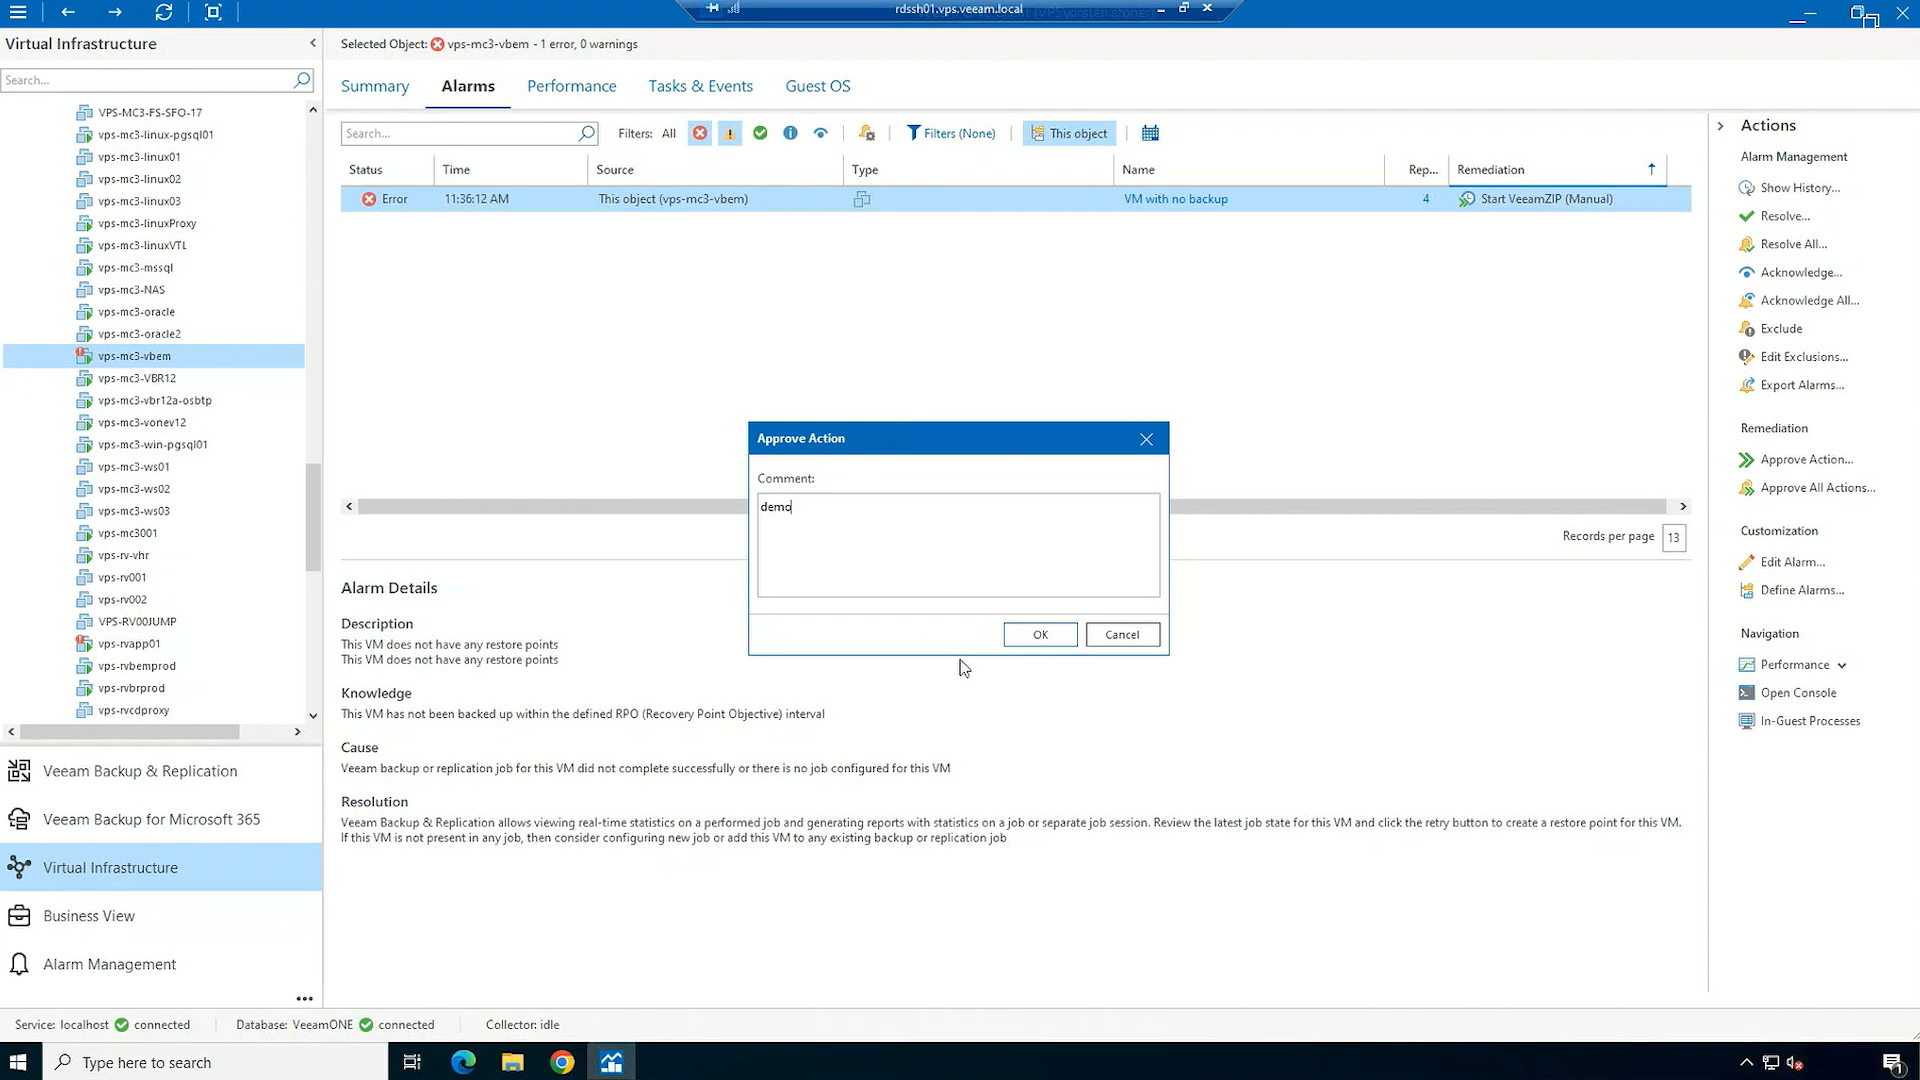 rdssh01.vps.veeam.local
Virtual Infrastructure
Search...
VPS-MC3-FS-SFO-17
vps-mc3-linux-pgsql01
vps-mc3-linux01
vps-mc3-linux02
vps-mc3-linux03
vps-mc3-linuxProxy
vps-mc3-linuxVTL
vps-mc3-mssql
vps-mc3-NAS
vps-mc3-oracle
vps-mc3-oracle2
vps-mc3-vbem
vps-mc3-VBR12
vps-mc3-vbr12a-osbtp
vps-mc3-vonev12
vps-mc3-win-pgsql01
vps-mc3-ws01
vps-mc3-ws02
vps-mc3-ws03
vps-mc3001
vps-rv-vhr
vps-rv001
vps-rv002
VPS-RV00JUMP
vps-rvapp01
vps-rvbemprod
vps-rvbrprod
vps-rvcdproxy
Veeam Backup & Replication
Veeam Backup for Microsoft 365
Virtual Infrastructure
Business View
Alarm Management
Selected Object: vps-mc3-vbem - 1 error, 0 warnings
Summary Alarms Performance Tasks & Events Guest OS
Search... Filters: All Filters (None) This object
Status Time Source Type Name Rep... Remediation
Error 11:36:12 AM This object (vps-mc3-vbem) VM with no backup 4 Start VeeamZIP (Manual)
Approve Action
Comment:
demo
OK Cancel
Records per page 13
Alarm Details
Description
This VM does not have any restore points
This VM does not have any restore points
Knowledge
This VM has not been backed up within the defined RPO (Recovery Point Objective) interval
Cause
Veeam backup or replication job for this VM did not complete successfully or there is no job configured for this VM
Resolution
Veeam Backup & Replication allows viewing real-time statistics on a performed job and generating reports with statistics on a job or separate job session. Review the latest job state for this VM and click the retry button to create a restore point for this VM.
If this VM is not present in any job, then consider configuring new job or add this VM to any existing backup or replication job
Actions
Alarm Management
Show History...
Resolve...
Resolve All...
Acknowledge...
Acknowledge All...
Exclude
Edit Exclusions...
Export Alarms...
Remediation
Approve Action...
Approve All Actions...
Customization
Edit Alarm...
Define Alarms...
Navigation
Performance
Open Console
In-Guest Processes
Service: localhost connected Database: VeeamONE connected Collector: idle
Type here to search
1